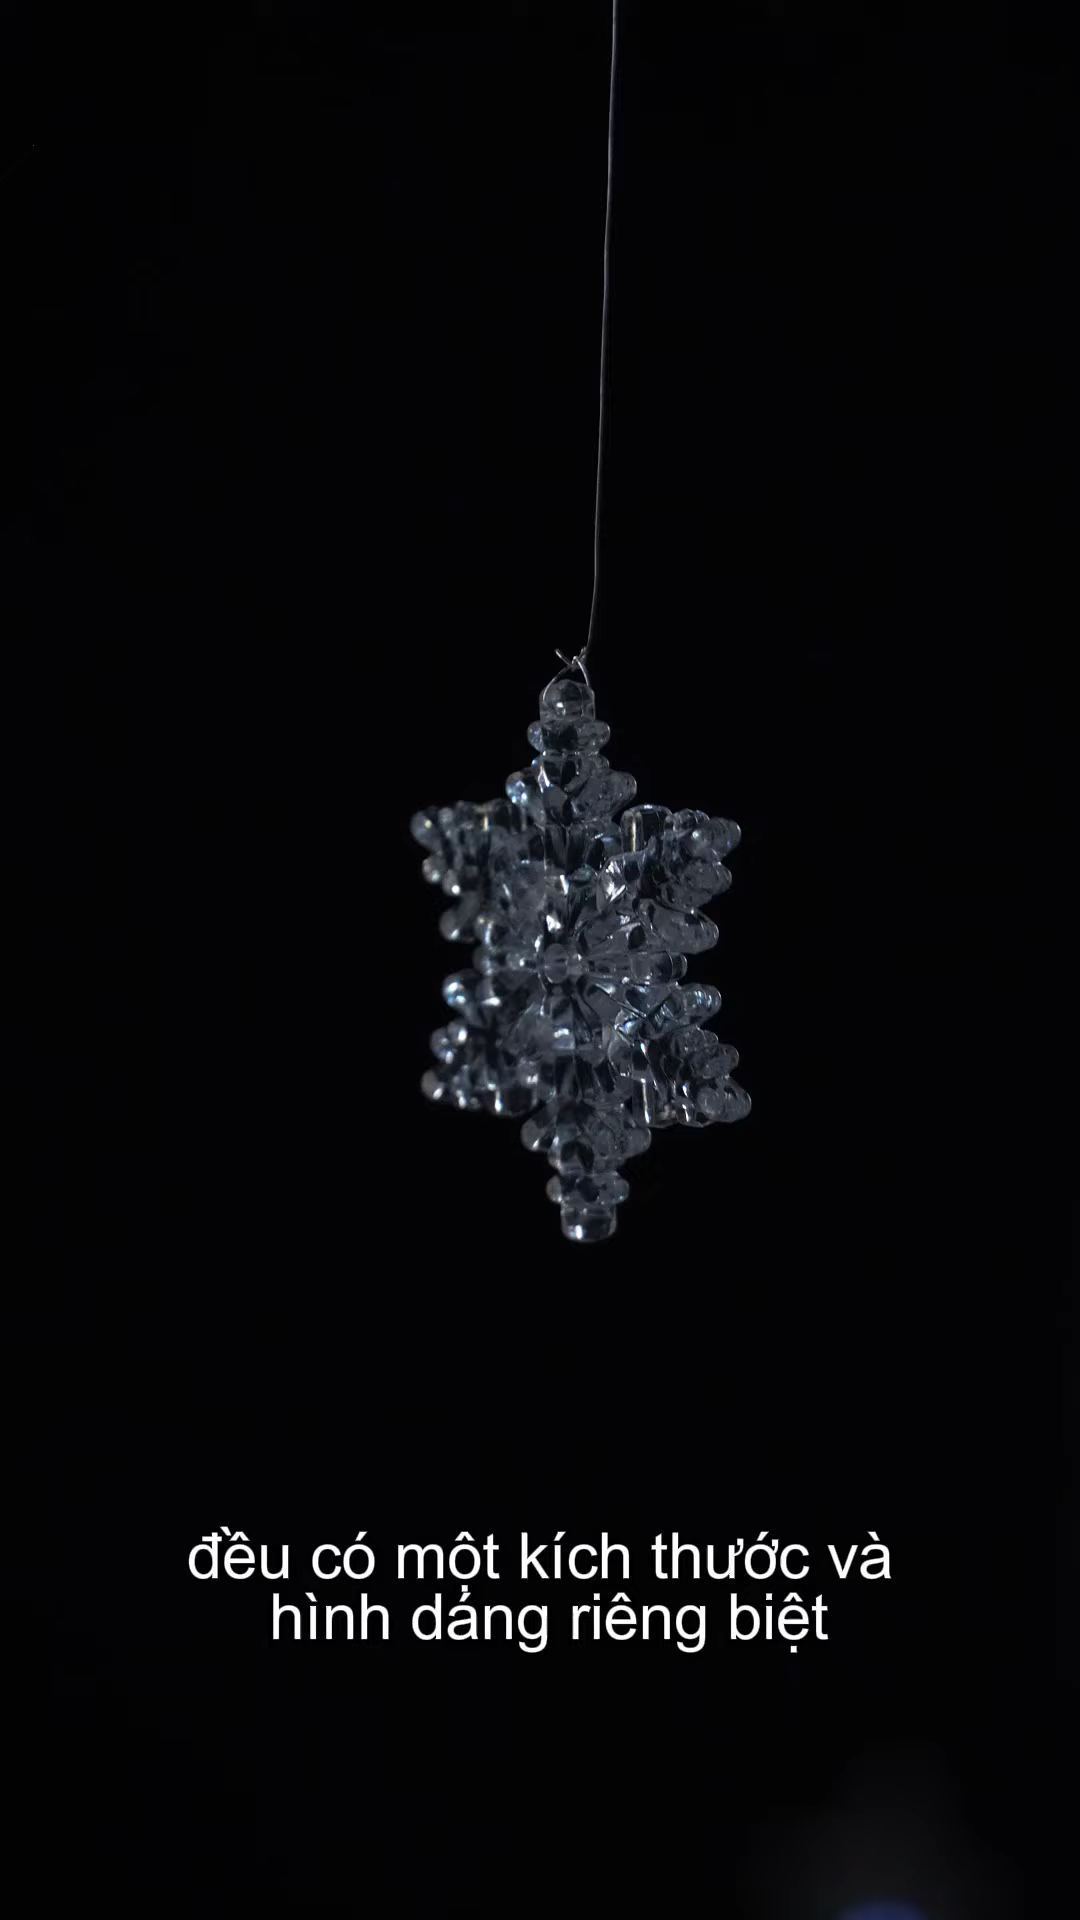 đều có một kích thước và
hình dáng riêng biệt